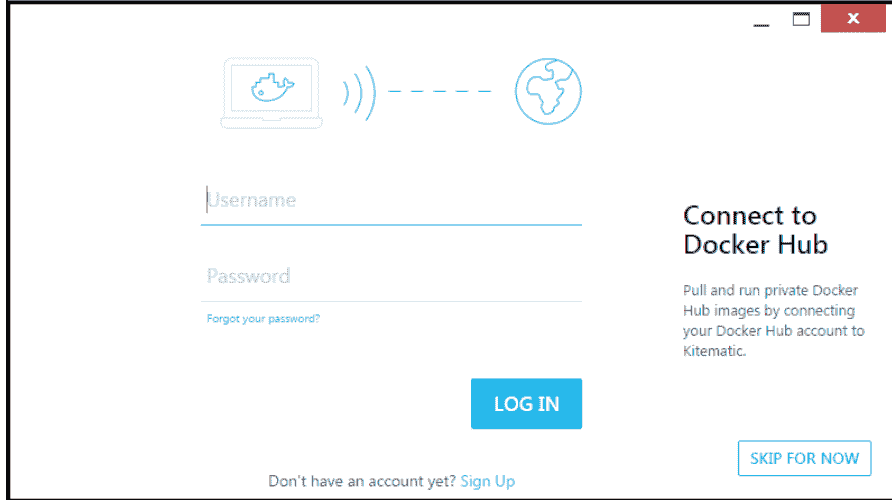 Username
Password
Forgot your password?
LOG IN
Don't have an account yet? Sign Up
Connect to
Docker Hub
Pull and run private Docker
Hub images by connecting
your Docker Hub account to
Kitematic.
SKIP FOR NOW